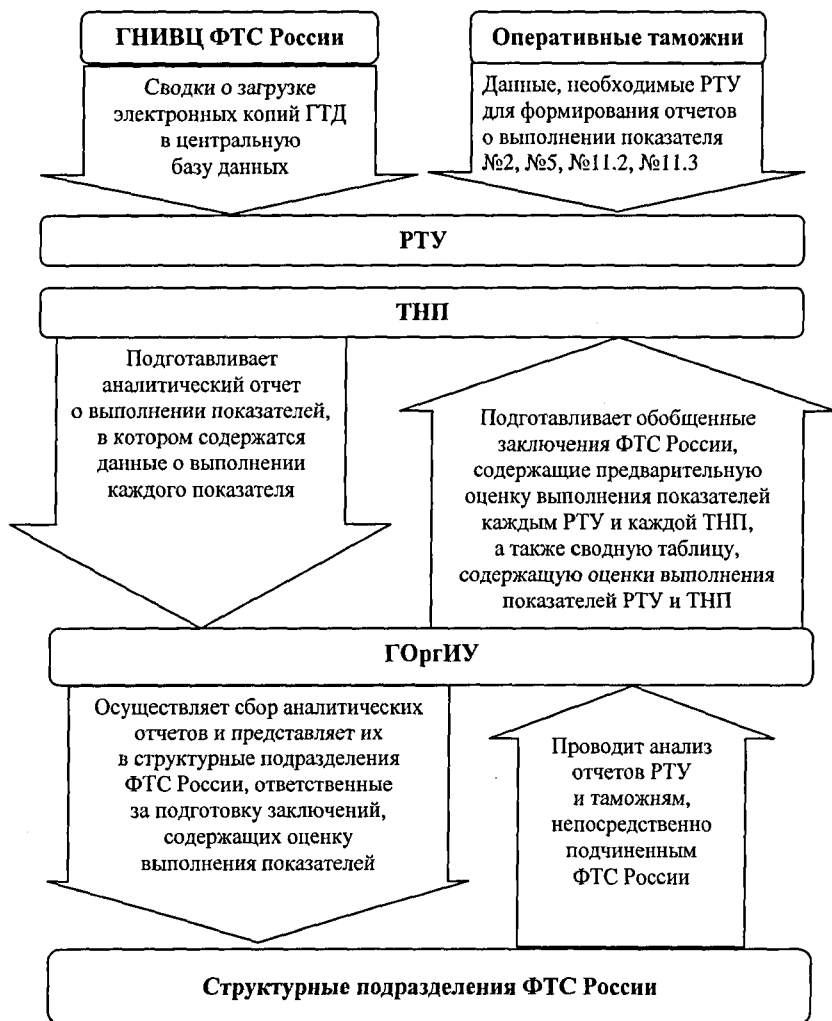 ГНИВЦ ФТС России
Сводки о загрузке
электронных копий ГТД
в центральную
базу данных
Оперативные таможни
Данные, необходимые РТУ
для формирования отчетов
о выполнении показателя
№2, №5, №11.2, №11.3
РТУ
ТНП
Подготавливает
аналитический отчет
о выполнении показателей,
в котором содержатся
данные о выполнении
каждого показателя
Подготавливает обобщенные
заключения ФТС России,
содержащие предварительную
оценку выполнения показателей
каждым РТУ и каждой ТНП,
а также сводную таблицу,
содержащую оценки выполнения
показателей РТУ и ТНП
ГОргИУ
Осуществляет сбор аналитических
отчетов и представляет их
в структурные подразделения
ФТС России, ответственные
за подготовку заключений,
содержащих оценку
выполнения показателей
Проводит анализ
отчетов РТУ
и таможням,
непосредственно
подчиненным
ФТС России
Структурные подразделения ФТС России